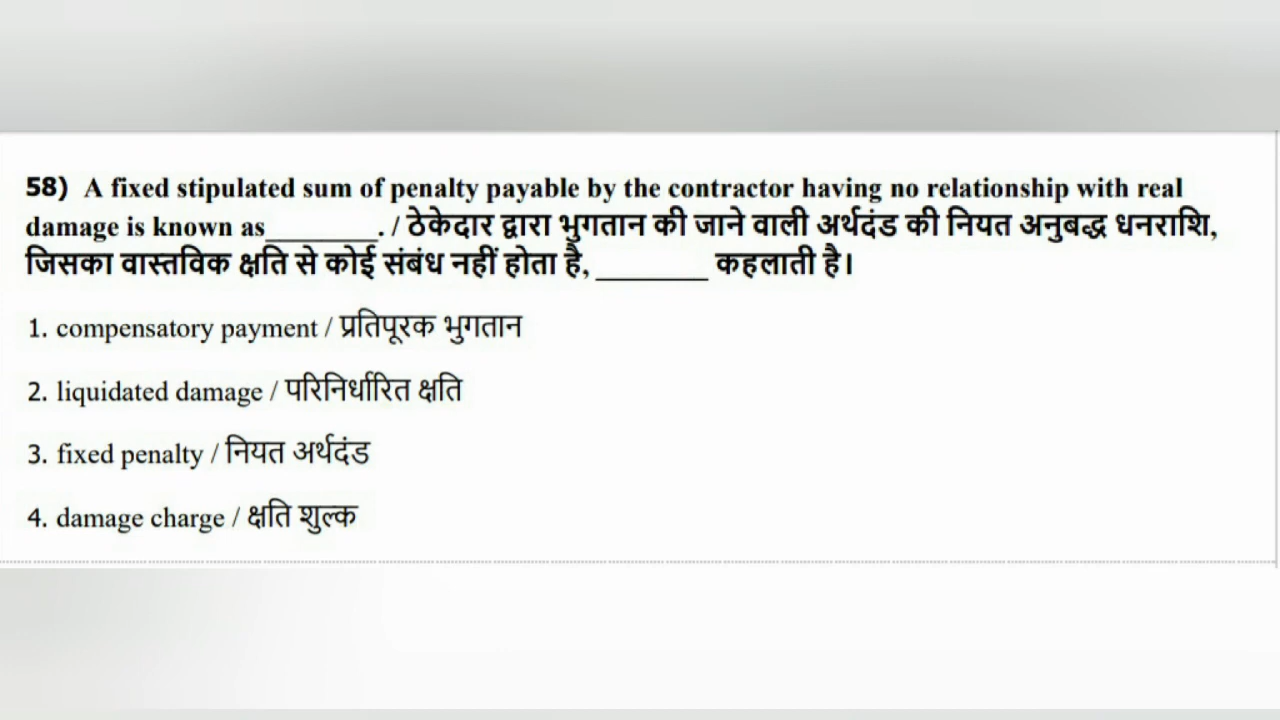 58) A fixed stipulated sum of penalty payable by the contractor having no relationship with real
damage is known as________. / ठेकेदार द्वारा भुगतान की जाने वाली अर्थदंड की नियत अनुबद्ध धनराशि,
जिसका वास्तविक क्षति से कोई संबंध नहीं होता है, ________ कहलाती है।
1. compensatory payment / प्रतिपूरक भुगतान
2. liquidated damage / परिनिर्धारित क्षति
3. fixed penalty / नियत अर्थदंड
4. damage charge / क्षति शुल्क